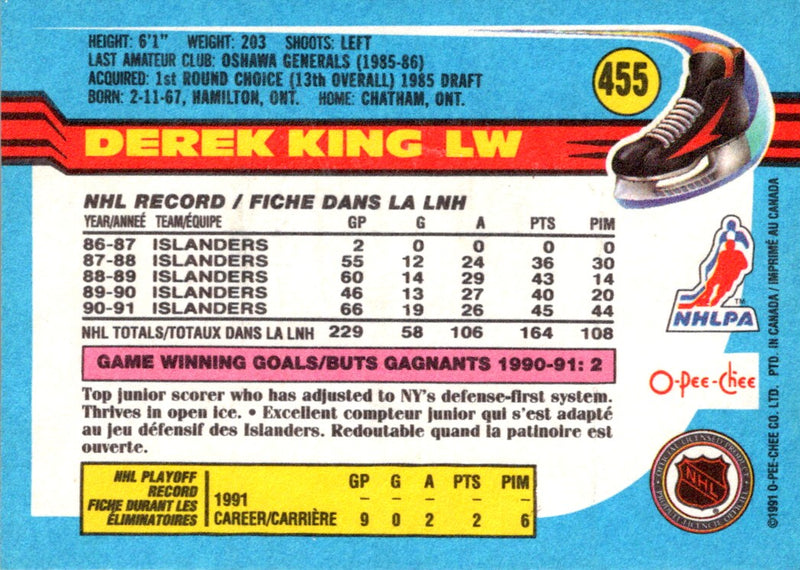 HEIGHT: 6'1" WEIGHT: 203 SHOOTS: LEFT
LAST AMATEUR CLUB: OSHAWA GENERALS (1985-86)
ACQUIRED: 1st ROUND CHOICE (13th OVERALL) 1985 DRAFT
BORN: 2-11-67, HAMILTON, ONT. HOME: CHATHAM, ONT.
455
DEREK KING LW
NHL RECORD / FICHE DANS LA LNH
YEAR/ANNEÉ TEAM/ÉQUIPE GP G A PTS PIM
86-87 ISLANDERS 2 0 0 0 0
87-88 ISLANDERS 55 12 24 36 30
88-89 ISLANDERS 60 14 29 43 14
89-90 ISLANDERS 46 13 27 40 20
90-91 ISLANDERS 66 19 26 45 44
NHL TOTALS/TOTAUX DANS LA LNH 229 58 106 164 108
GAME WINNING GOALS/BUTS GAGNANTS 1990-91: 2
Top junior scorer who has adjusted to NY's defense-first system.
Thrives in open ice. • Excellent compteur junior qui s'est adapté
au jeu défensif des Islanders. Redoutable quand la patinoire est
ouverte.
NHL PLAYOFF
RECORD
FICHE DURANT LES
ÉLIMINATOIRES
GP G A PTS PIM
1991 – – – – –
CAREER/CARRIÈRE 9 0 2 2 6
NHLPA
TM
O-Pee-Chee
OFFICIAL LICENSED PRODUCT
NHL
PRODUIT LICENCIÉ OFFICIEL
©1991 O-PEE-CHEE CO. LTD. PTD. IN CANADA / IMPRIMÉ AU CANADA